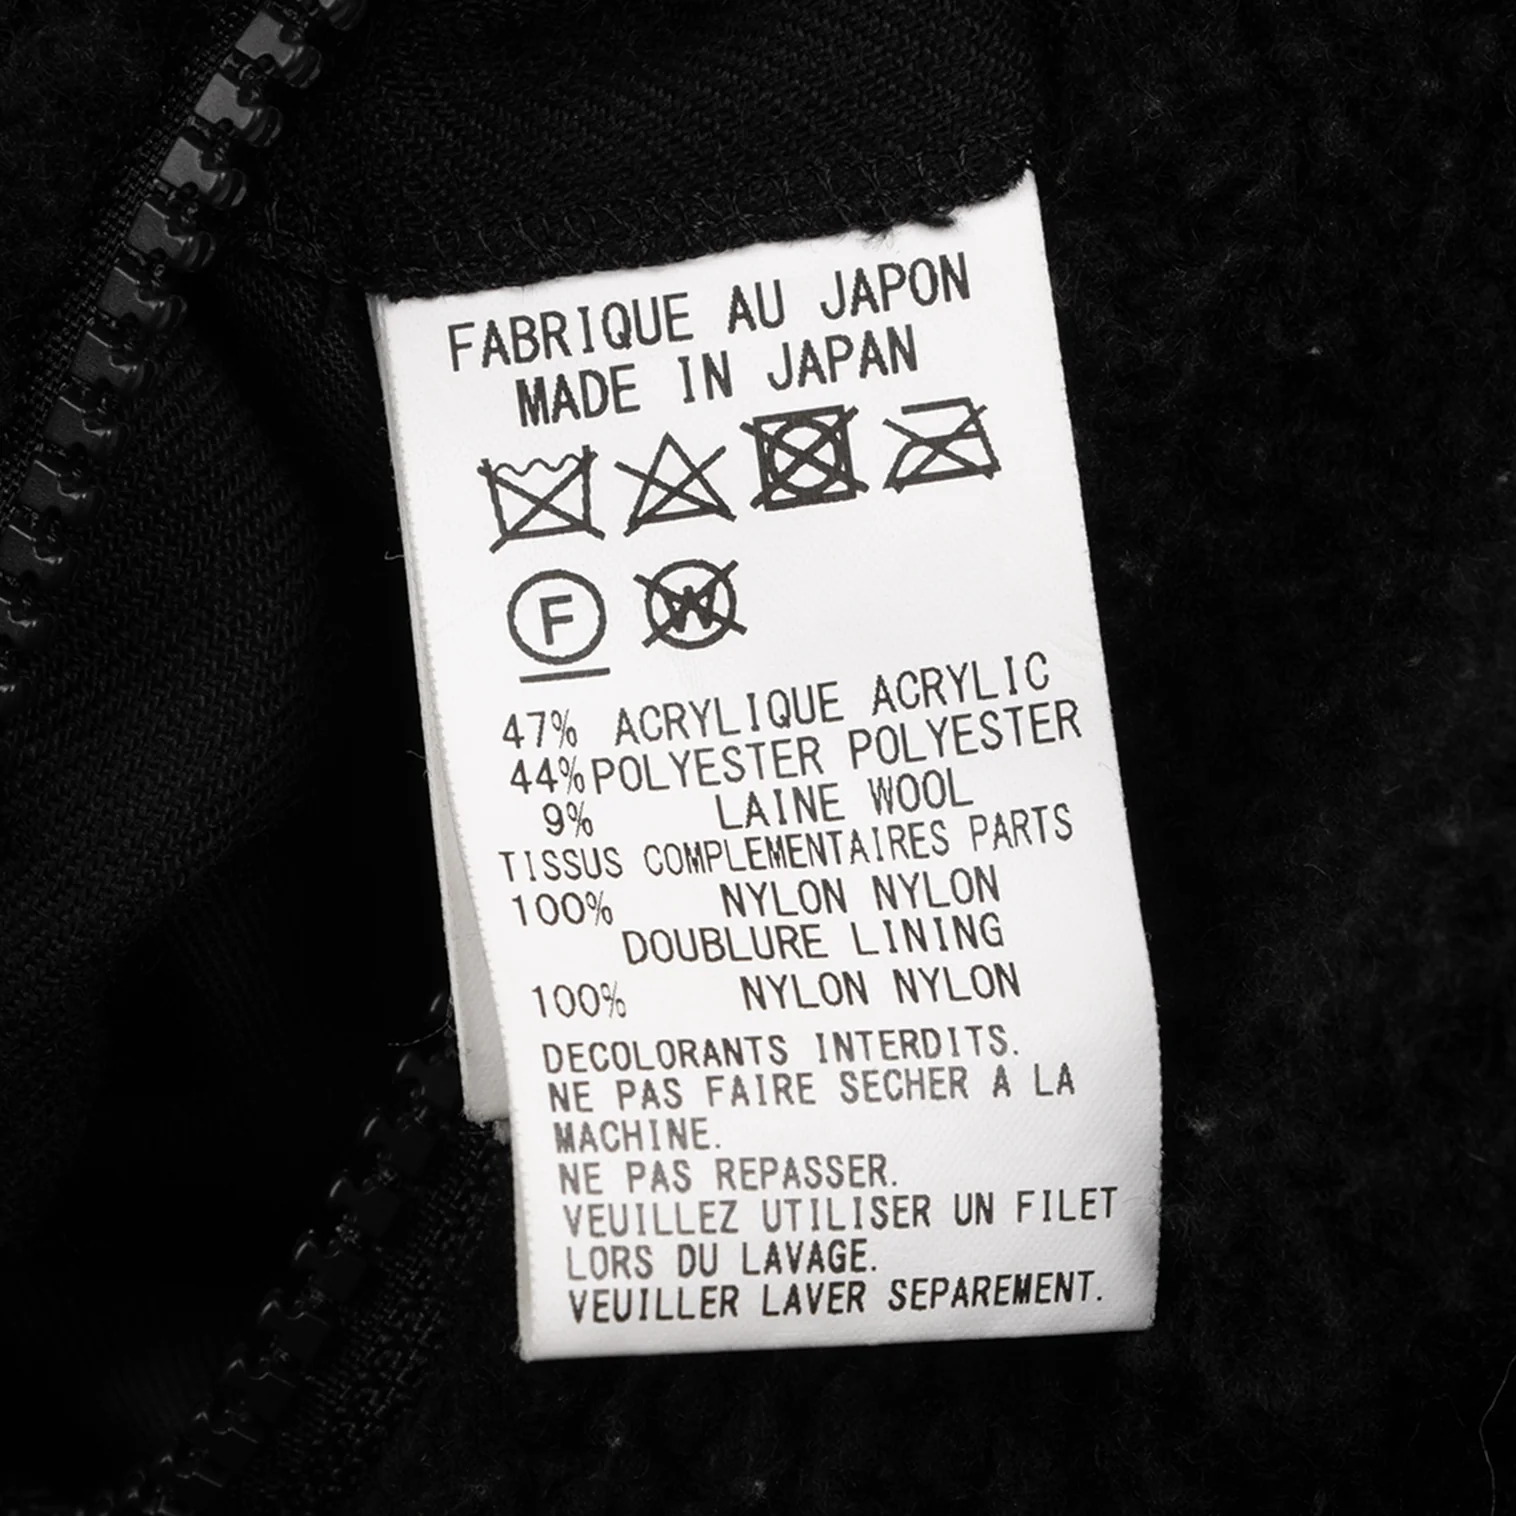 FABRIQUE AU JAPON
MADE IN JAPAN
F W
47% ACRYLIQUE ACRYLIC
44% POLYESTER POLYESTER
9% LAINE WOOL
TISSUS COMPLEMENTAIRES PARTS
100% NYLON NYLON
DOUBLURE LINING
100% NYLON NYLON
DECOLORANTS INTERDITS.
NE PAS FAIRE SECHER A LA
MACHINE.
NE PAS REPASSER.
VEUILLEZ UTILISER UN FILET
LORS DU LAVAGE.
VEUILLER LAVER SEPAREMENT.